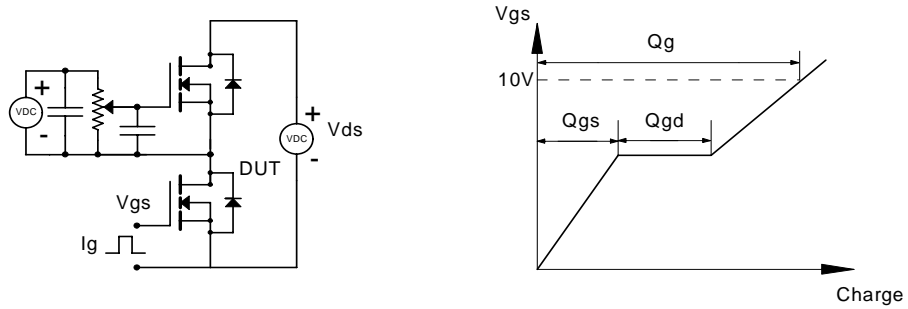 +
VDC
-
+
VDC
-
Vds
DUT
Vgs
Ig
Vgs
Qg
10V
Qgs
Qgd
Charge